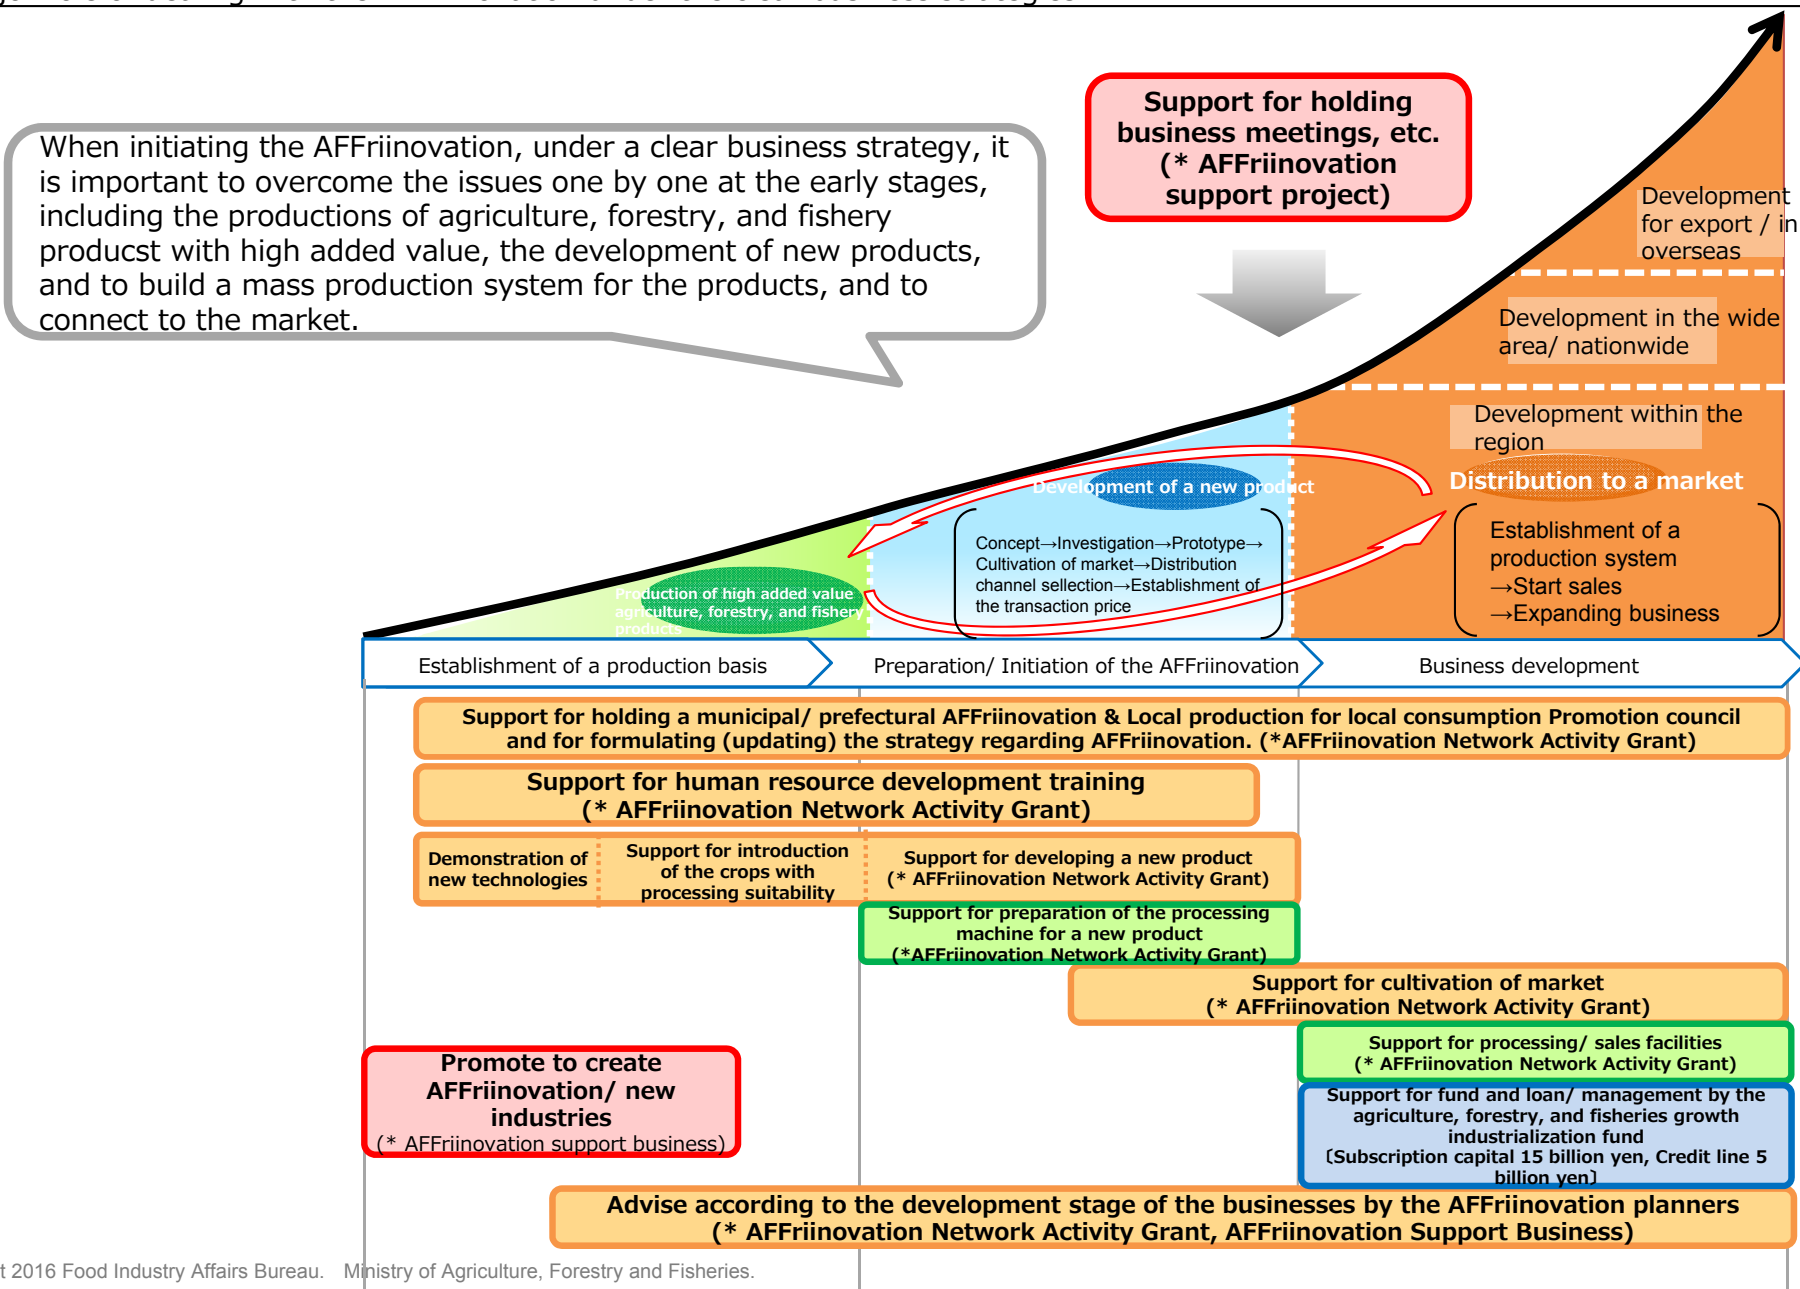 When initiating the AFFriinovation, under a clear business strategy, it
is important to overcome the issues one by one at the early stages,
including the productions of agriculture, forestry, and fishery
producst with high added value, the development of new products,
and to build a mass production system for the products, and to
connect to the market.
Support for holding
business meetings, etc.
(* AFFriinovation
support project)
Development
for export / in
overseas
Development in the wide
area/ nationwide
Development within the
region
Development of a new product
Distribution to a market
Concept→Investigation→Prototype→
Cultivation of market→Distribution
channel sellection→Establishment of
the transaction price
Establishment of a
production system
→Start sales
→Expanding business
Production of high added value
agriculture, forestry, and fishery
products
Establishment of a production basis
Preparation/ Initiation of the AFFriinovation
Business development
Support for holding a municipal/ prefectural AFFriinovation & Local production for local consumption Promotion council
and for formulating (updating) the strategy regarding AFFriinovation. (*AFFriinovation Network Activity Grant)
Support for human resource development training
(* AFFriinovation Network Activity Grant)
Demonstration of
new technologies
Support for introduction
of the crops with
processing suitability
Support for developing a new product
(* AFFriinovation Network Activity Grant)
Support for preparation of the processing
machine for a new product
(*AFFriinovation Network Activity Grant)
Support for cultivation of market
(* AFFriinovation Network Activity Grant)
Support for processing/ sales facilities
(* AFFriinovation Network Activity Grant)
Promote to create
AFFriinovation/ new
industries
(* AFFriinovation support business)
Support for fund and loan/ management by the
agriculture, forestry, and fisheries growth
industrialization fund
〔Subscription capital 15 billion yen, Credit line 5
billion yen〕
Advise according to the development stage of the businesses by the AFFriinovation planners
(* AFFriinovation Network Activity Grant, AFFriinovation Support Business)
t 2016 Food Industry Affairs Bureau. Ministry of Agriculture, Forestry and Fisheries.